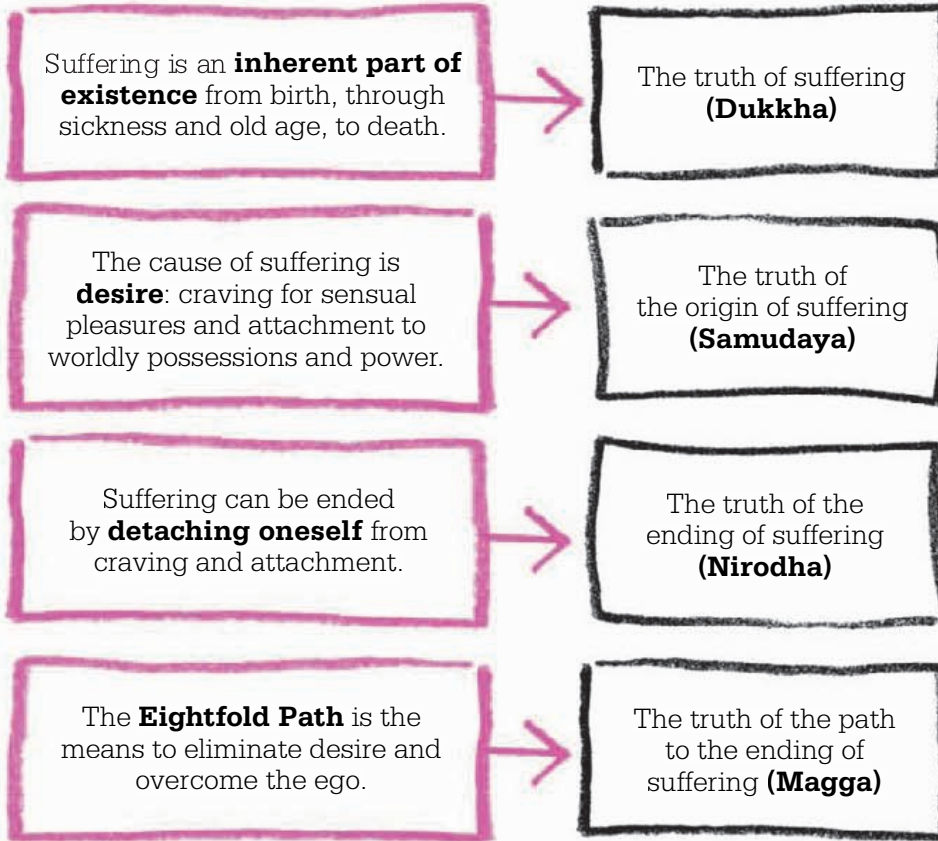 Suffering is an inherent part of
existence from birth, through
sickness and old age, to death.
The truth of suffering
(Dukkha)
The cause of suffering is
desire: craving for sensual
pleasures and attachment to
worldly possessions and power.
The truth of
the origin of suffering
(Samudaya)
Suffering can be ended
by detaching oneself from
craving and attachment.
The truth of the
ending of suffering
(Nirodha)
The Eightfold Path is the
means to eliminate desire and
overcome the ego.
The truth of the path
to the ending of
suffering (Magga)